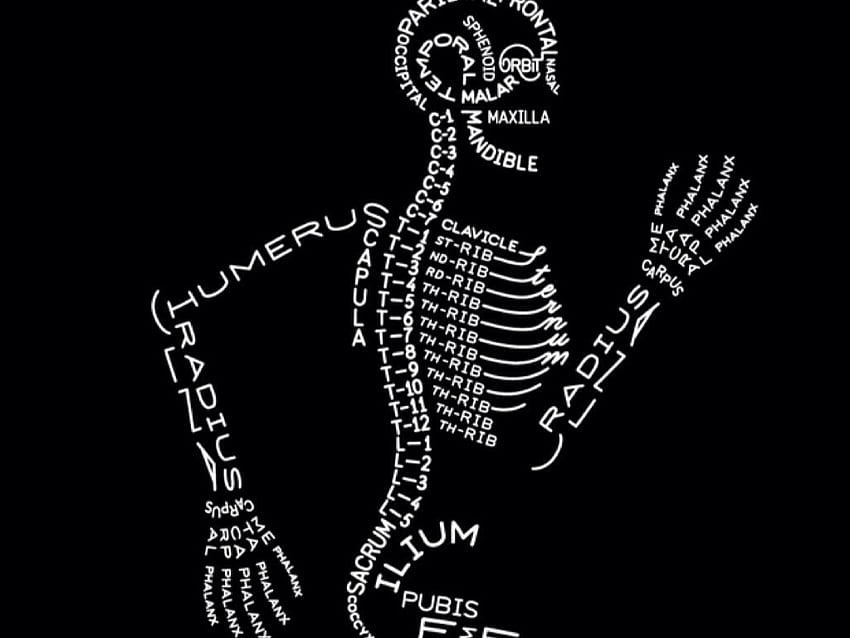 PARIETAL
FRONTAL
OCCIPITAL
TEMPORAL
SPHENOID
ORBIT
NASAL
MALAR
MAXILLA
MANDIBLE
C-1
C-2
C-3
C-4
C-5
C-6
C-7
CLAVICLE
Sternum
HUMERUS
SCAPULA
T-1
T-2
T-3
T-4
T-5
T-6
T-7
T-8
T-9
T-10
T-11
T-12
ST-RIB
ND-RIB
RD-RIB
TH-RIB
TH-RIB
TH-RIB
TH-RIB
TH-RIB
TH-RIB
TH-RIB
TH-RIB
TH-RIB
PHALANX
PHALANX
PHALANX
PHALANX
PHALANX
METACARPAL
CARPUS
RADIUS
ULNA
RADIUS
ULNA
CARPUS
METACARPAL
PHALANX
PHALANX
PHALANX
PHALANX
PHALANX
L-1
L-2
L-3
L-4
L-5
SACRUM
ILIUM
COCCYX
PUBIS